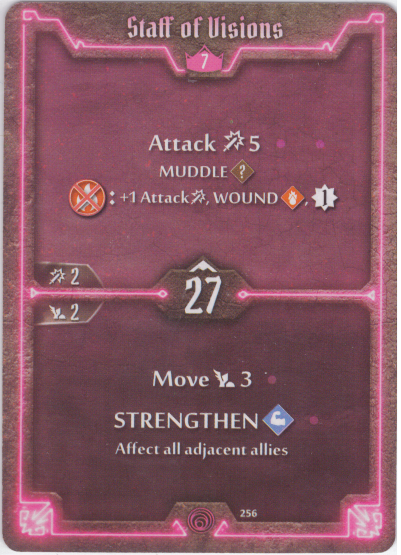 Staff of Visions
7
Attack 5
MUDDLE ?
: +1 Attack, WOUND , 1
2
27
2
Move 3
STRENGTHEN
Affect all adjacent allies
256